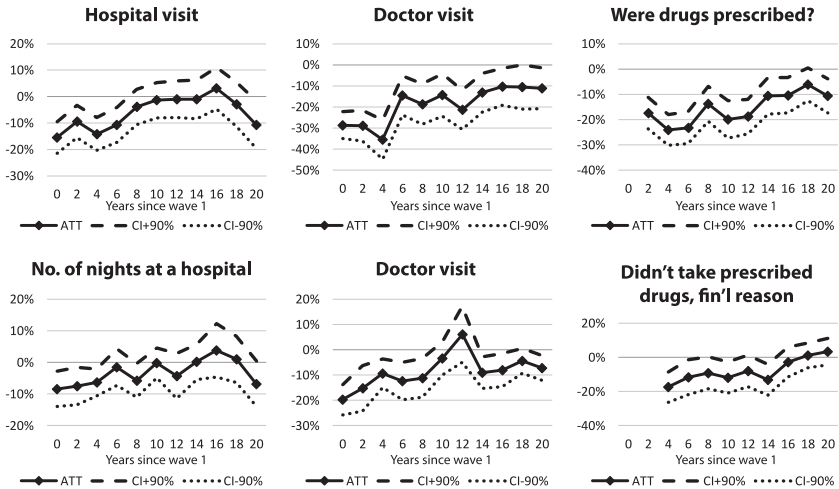 Hospital visit
20%
10%
0%
-10%
-20%
-30%
0 2 4 6 8 10 12 14 16 18 20
Years since wave 1
ATT CI+90% CI-90%
Doctor visit
10%
0%
-10%
-20%
-30%
-40%
-50%
0 2 4 6 8 10 12 14 16 18 20
Years since wave 1
ATT CI+90% CI-90%
Were drugs prescribed?
10%
0%
-10%
-20%
-30%
-40%
0 2 4 6 8 10 12 14 16 18 20
Years since wave 1
ATT CI+90% CI-90%
No. of nights at a hospital
20%
10%
0%
-10%
-20%
0 2 4 6 8 10 12 14 16 18 20
Years since wave 1
ATT CI+90% CI-90%
Doctor visit
20%
10%
0%
-10%
-20%
-30%
0 2 4 6 8 10 12 14 16 18 20
Years since wave 1
ATT CI+90% CI-90%
Didn't take prescribed
drugs, fin'l reason
20%
0%
-20%
-40%
0 2 4 6 8 10 12 14 16 18 20
Years since wave 1
ATT CI+90% CI-90%